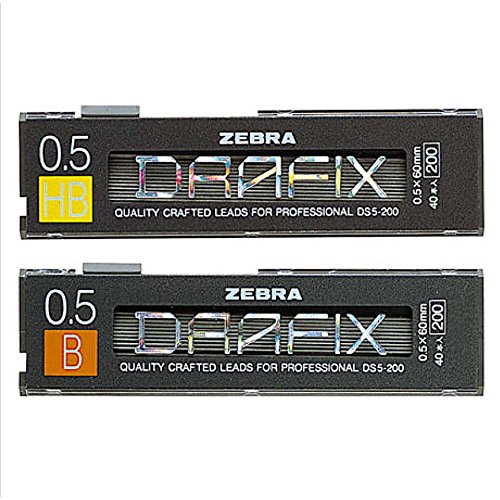 0.5
HB
ZEBRA
DRAFIX
QUALITY CRAFTED LEADS FOR PROFESSIONAL DS5-200
0.5×60mm
40本入 200
0.5
B
ZEBRA
DRAFIX
QUALITY CRAFTED LEADS FOR PROFESSIONAL DS5-200
0.5×60mm
40本入 200